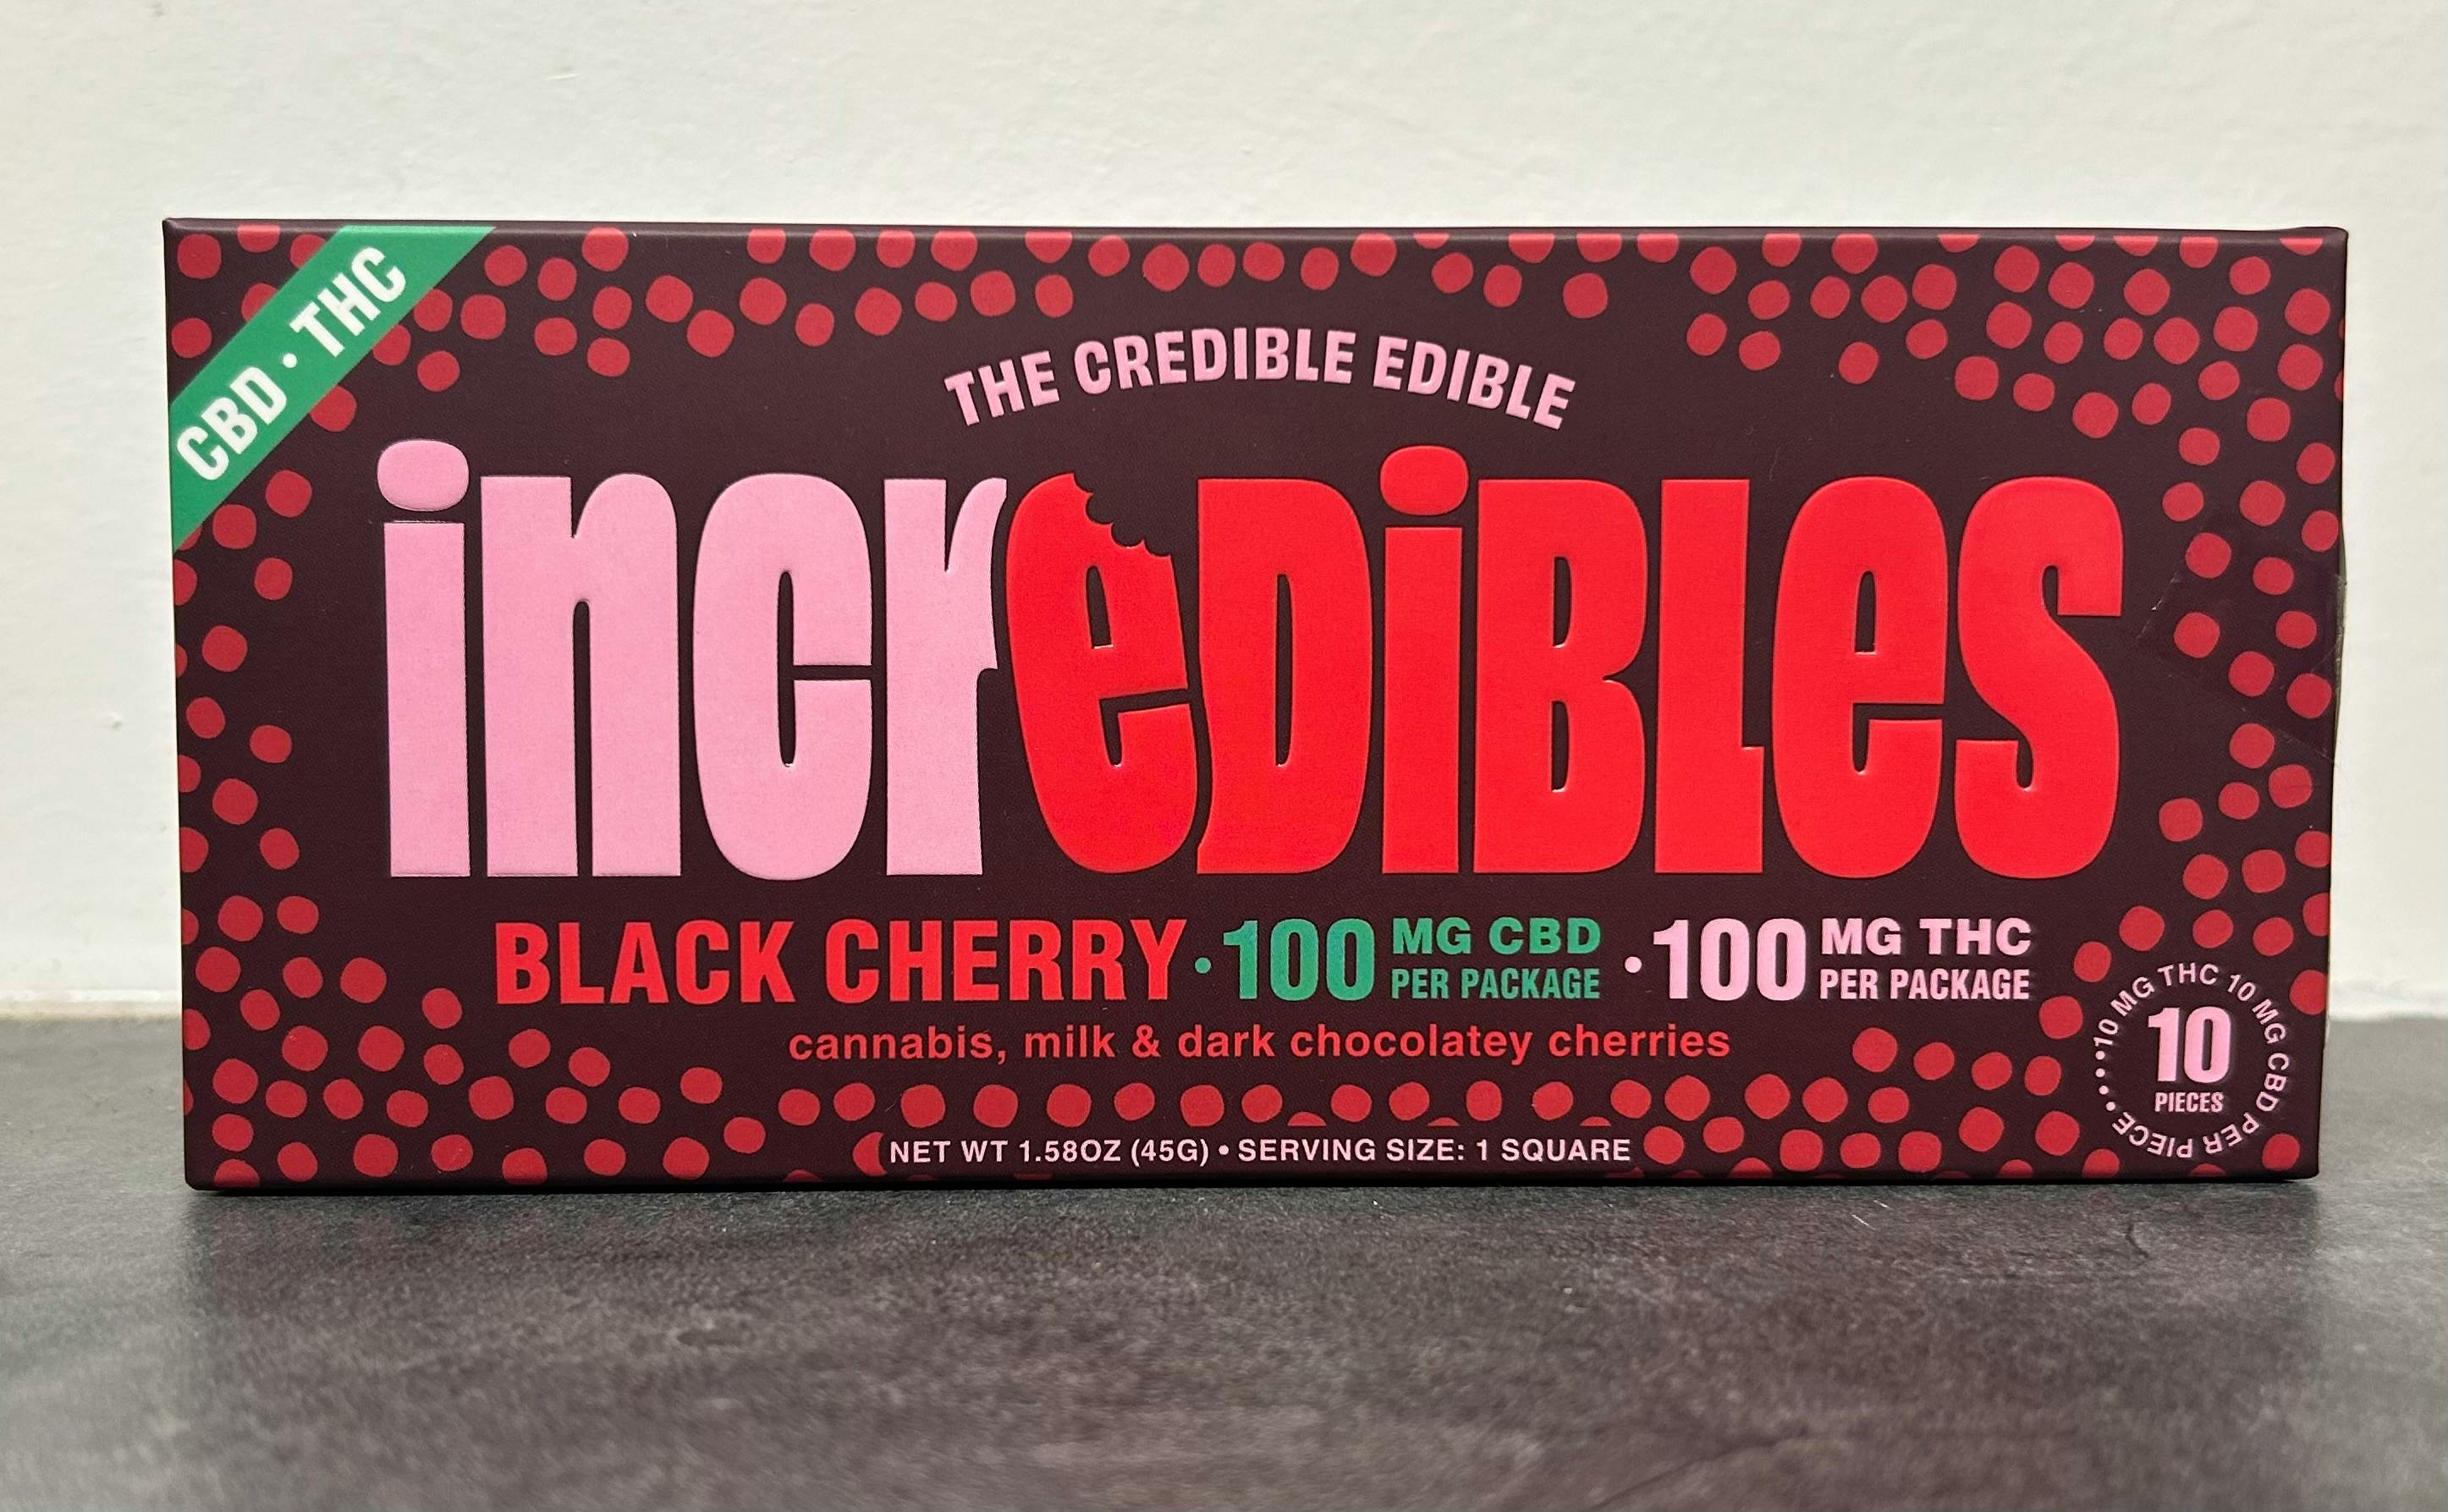 CBD · THC
THE CREDIBLE EDIBLE
incredibles
BLACK CHERRY · 100 MG CBD PER PACKAGE · 100 MG THC PER PACKAGE
cannabis, milk & dark chocolatey cherries
NET WT 1.58OZ (45G) • SERVING SIZE: 1 SQUARE
10 MG THC 10 MG CBD PER PIECE
10
PIECES